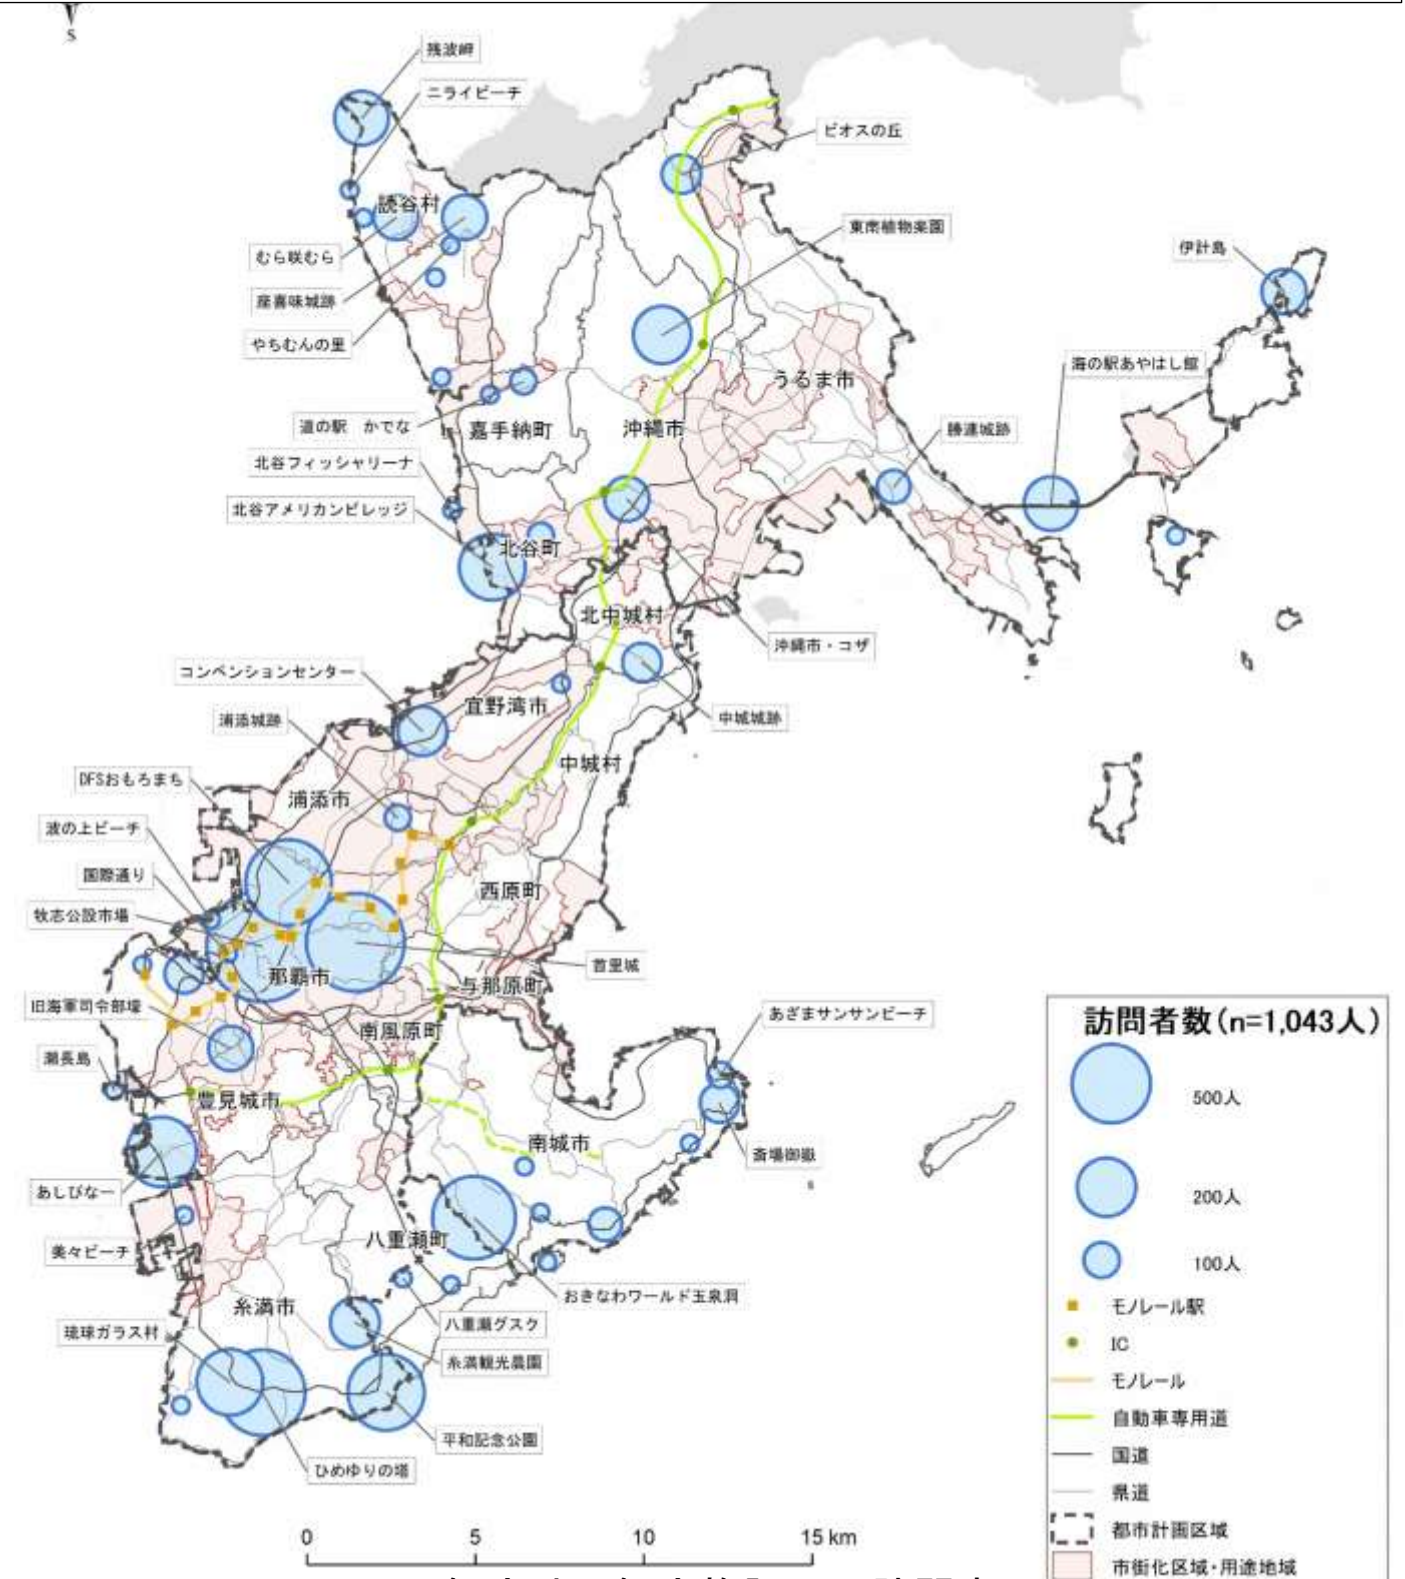 S
残波岬
ニライビーチ
ビオスの丘
読谷村
東南植物楽園
伊計島
むら咲むら
座喜味城跡
やちむんの里
海の駅あやはし館
うるま市
道の駅 かでな
嘉手納町
沖縄市
勝連城跡
北谷フィッシャリーナ
北谷アメリカンビレッジ
北谷町
北中城村
沖縄市・コザ
コンベンションセンター
宜野湾市
浦添城跡
中城城跡
中城村
DFSおもろまち
浦添市
波の上ビーチ
国際通り
西原町
牧志公設市場
首里城
那覇市
与那原町
旧海軍司令部壕
南風原町
あざまサンサンビーチ
瀬長島
豊見城市
南城市
斎場御嶽
あしびなー
八重瀬町
美々ビーチ
おきなわワールド玉泉洞
糸満市
八重瀬グスク
琉球ガラス村
糸満観光農園
平和記念公園
ひめゆりの塔
訪問者数(n=1,043人)
500人
200人
100人
モノレール駅
IC
モノレール
自動車専用道
国道
県道
都市計画区域
市街化区域・用途地域
0 5 10 15 km